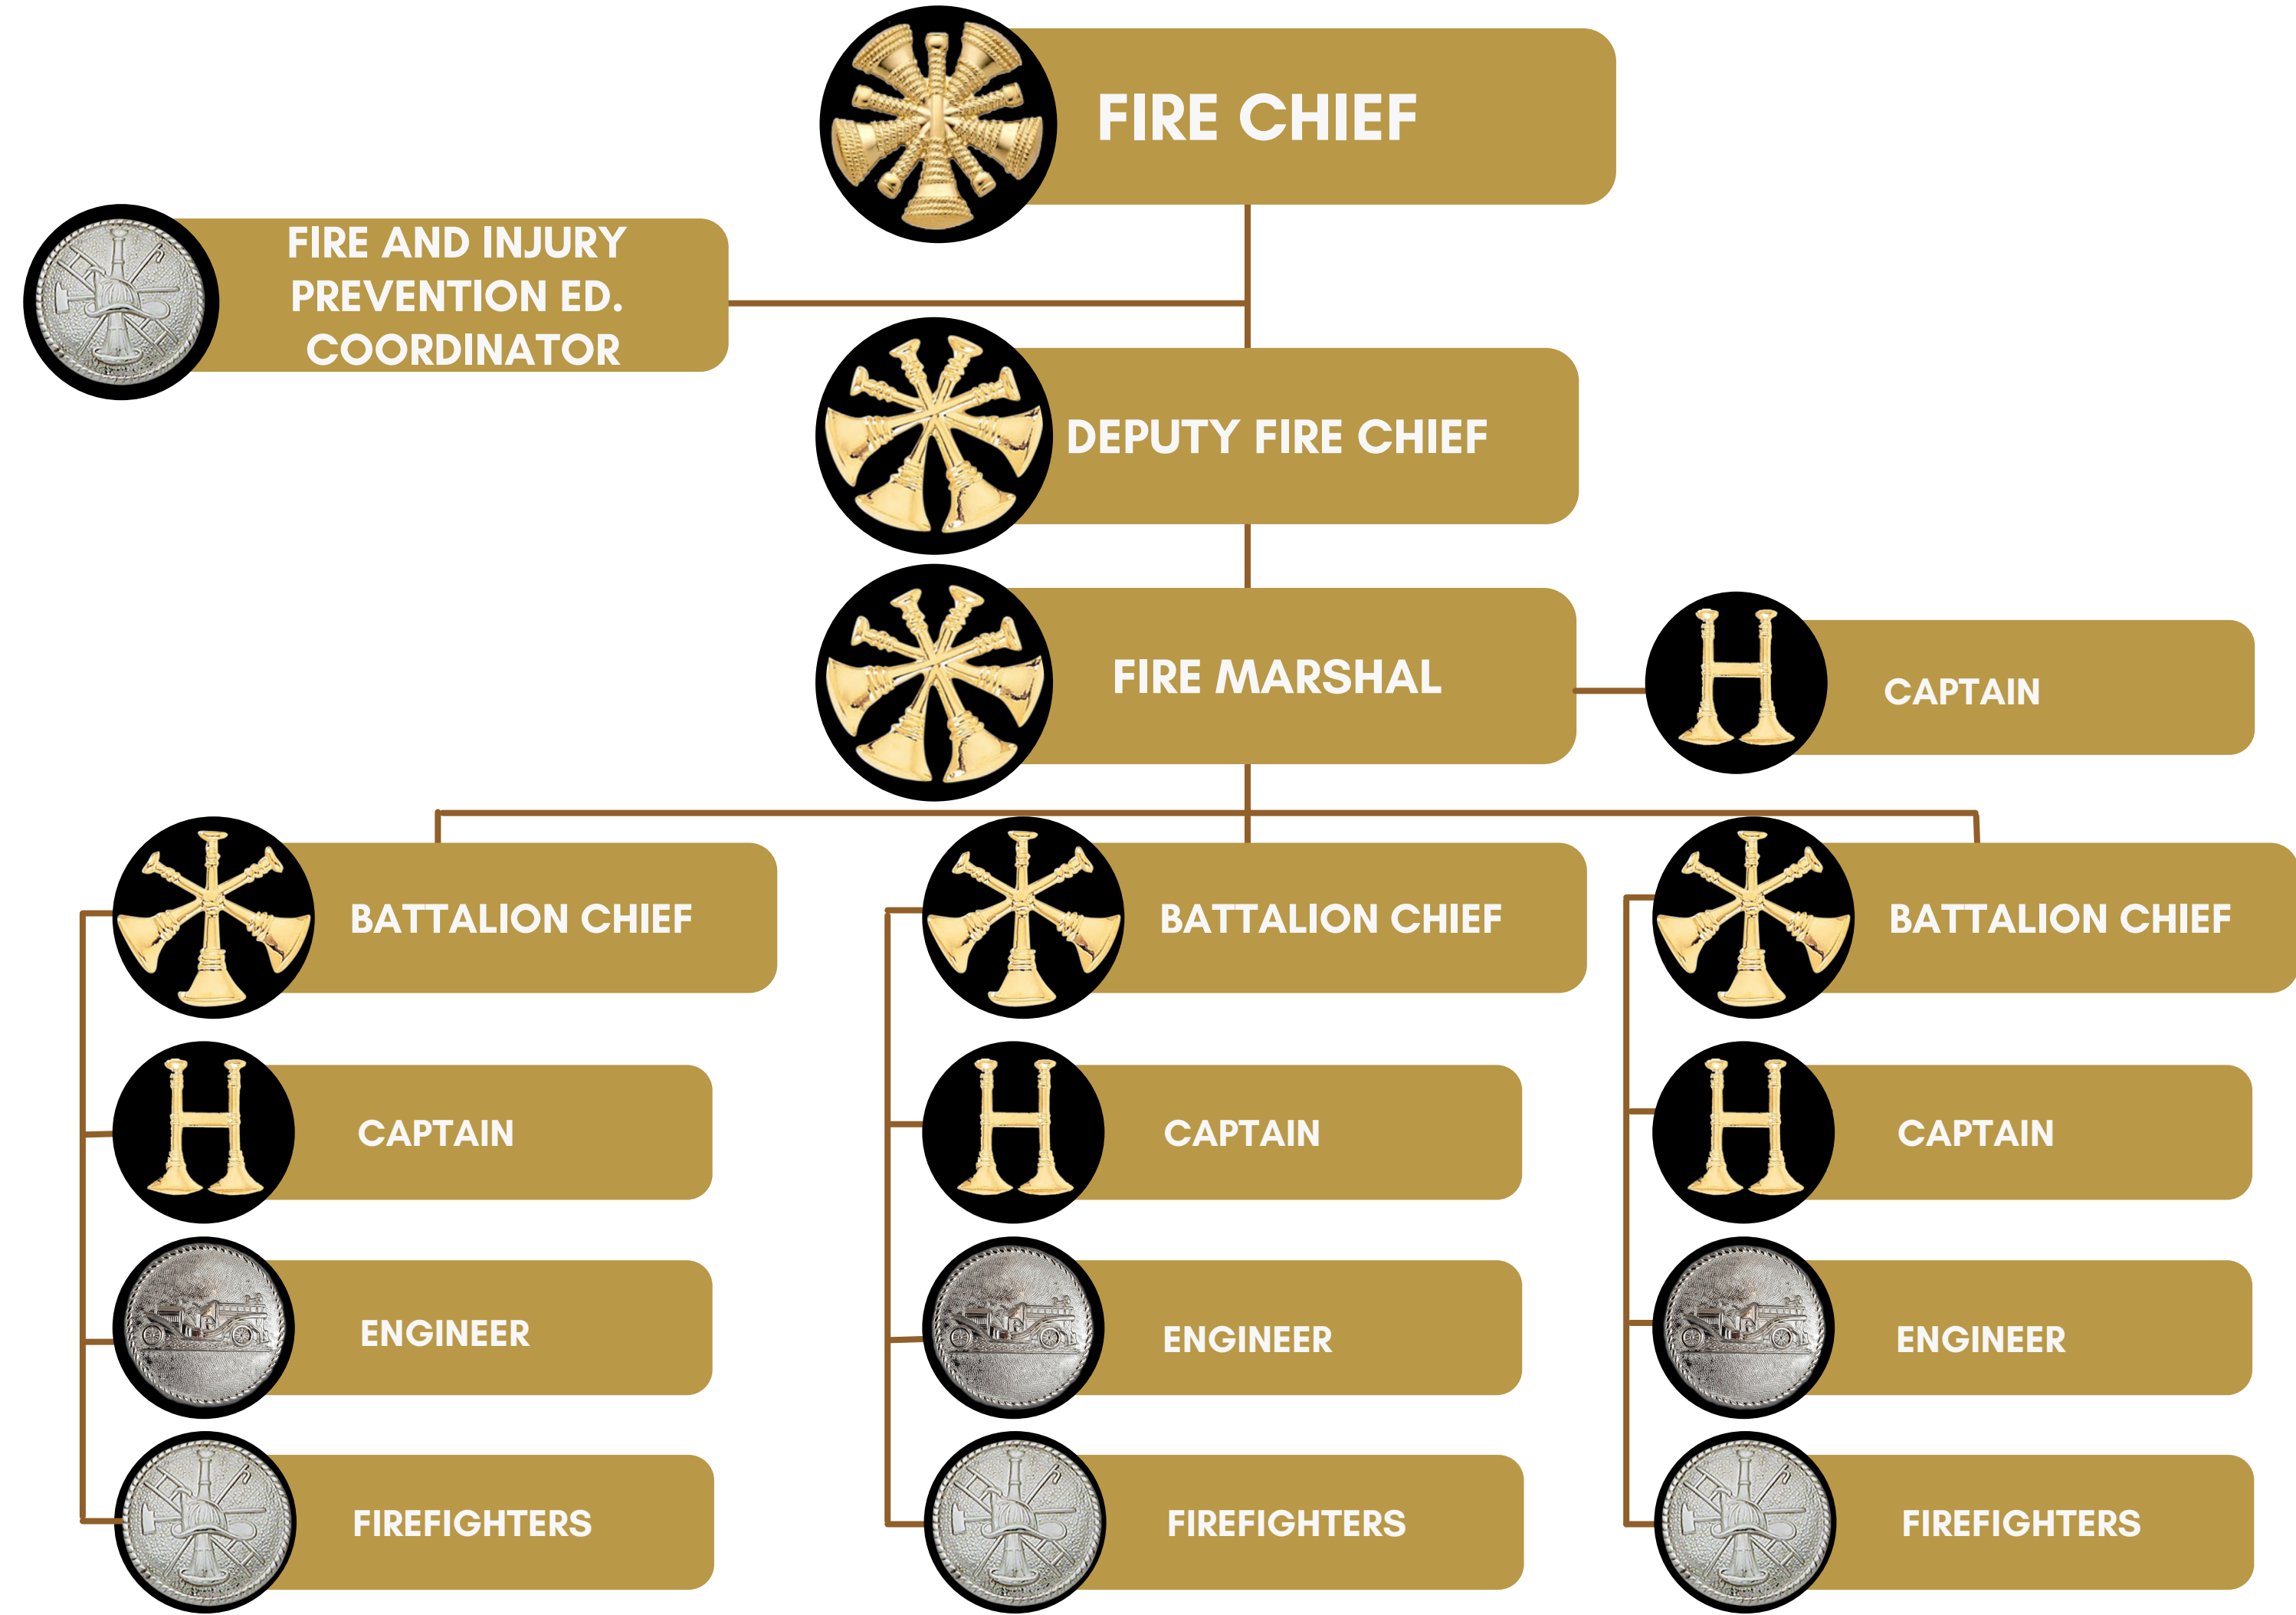 FIRE CHIEF
FIRE AND INJURY
PREVENTION ED.
COORDINATOR
DEPUTY FIRE CHIEF
FIRE MARSHAL
CAPTAIN
BATTALION CHIEF
BATTALION CHIEF
BATTALION CHIEF
CAPTAIN
CAPTAIN
CAPTAIN
ENGINEER
ENGINEER
ENGINEER
FIREFIGHTERS
FIREFIGHTERS
FIREFIGHTERS